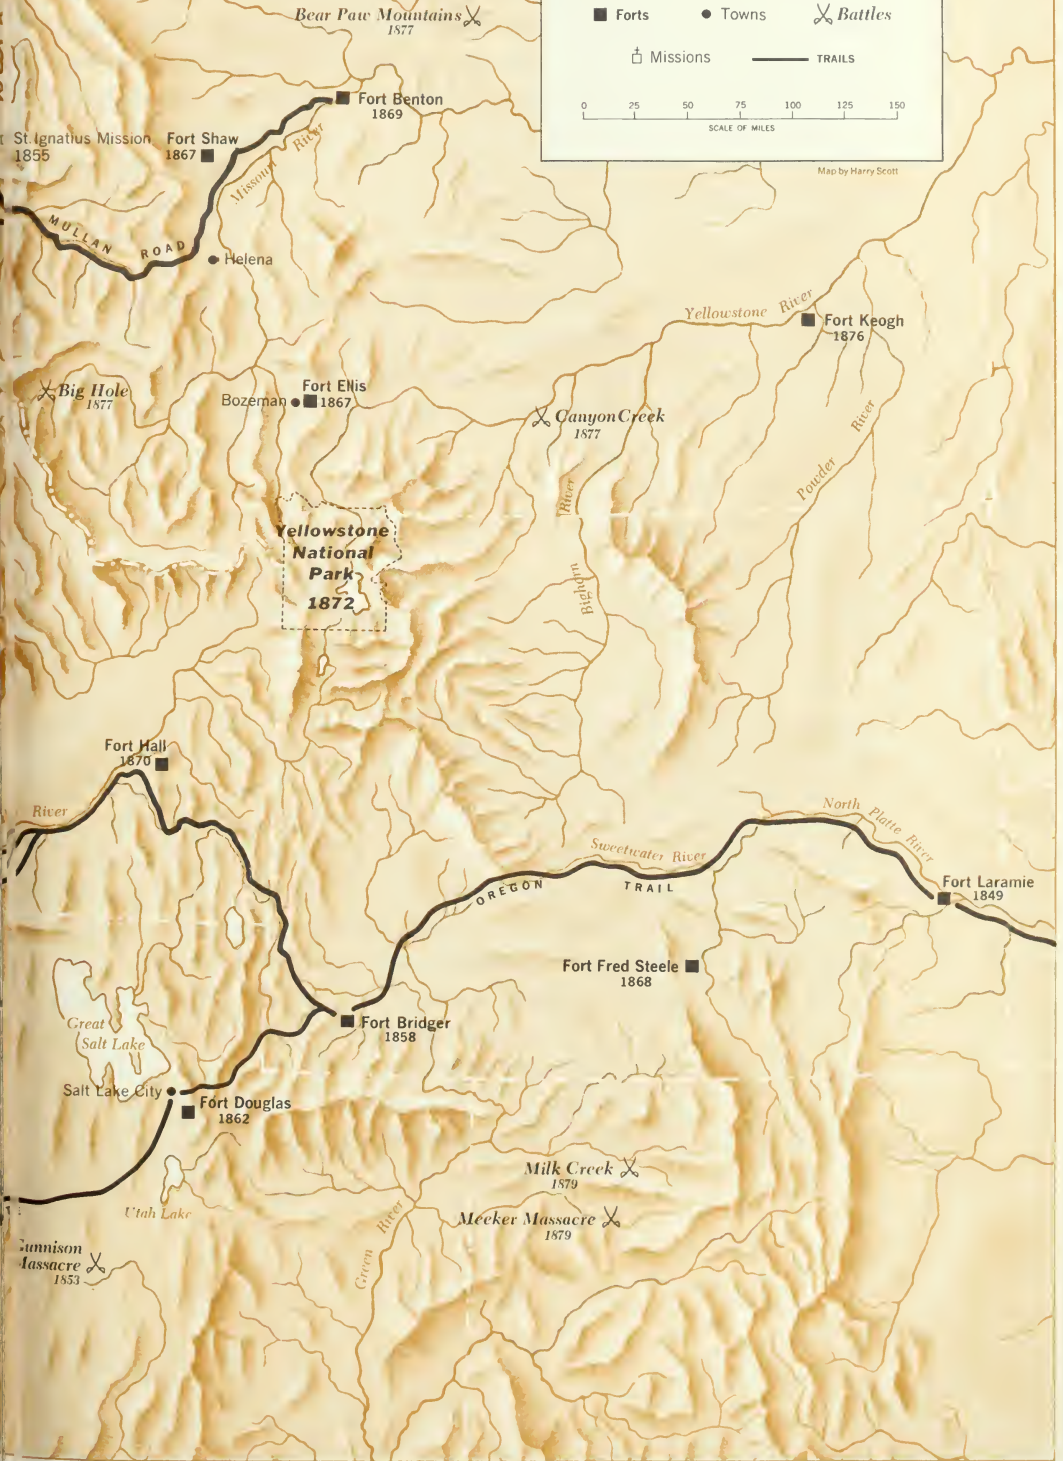 Bear Paw Mountains
1877
Forts
Towns
Battles
Missions
TRAILS
0 25 50 75 100 125 150
SCALE OF MILES
Map by Harry Scott
Fort Benton
1869
St. Ignatius Mission
1855
Fort Shaw
1867
Missouri River
MULLAN ROAD
Helena
Yellowstone River
Fort Keogh
1876
Big Hole
1877
Fort Ellis
1867
Bozeman
Canyon Creek
1877
Powder River
Bighorn River
Yellowstone
National
Park
1872
Fort Hall
1870
River
North Platte River
Sweetwater River
OREGON TRAIL
Fort Laramie
1849
Fort Fred Steele
1868
Great
Salt Lake
Fort Bridger
1858
Salt Lake City
Fort Douglas
1862
Milk Creek
1879
Utah Lake
Meeker Massacre
1879
Green River
unnison
assacre
1853